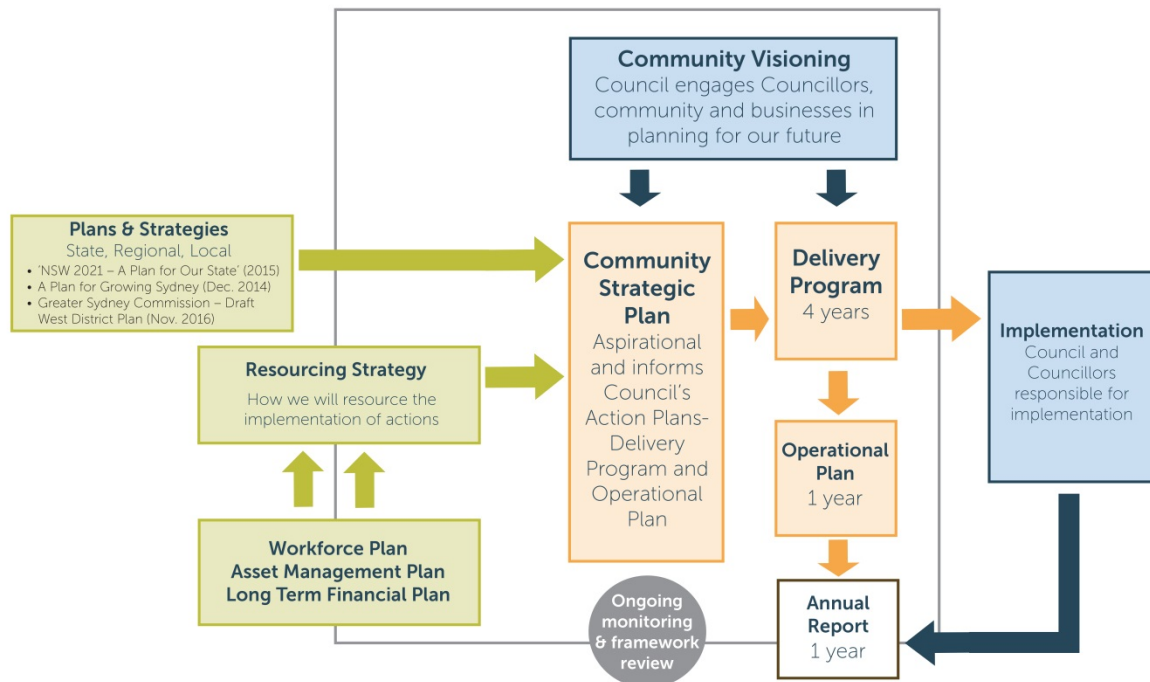 Community Visioning
Council engages Councillors,
community and businesses in
planning for our future
Plans & Strategies
State, Regional, Local
• 'NSW 2021 – A Plan for Our State' (2015)
• A Plan for Growing Sydney (Dec. 2014)
• Greater Sydney Commission – Draft
West District Plan (Nov. 2016)
Resourcing Strategy
How we will resource the
implementation of actions
Workforce Plan
Asset Management Plan
Long Term Financial Plan
Community
Strategic
Plan
Aspirational
and informs
Council's
Action Plans-
Delivery
Program and
Operational
Plan
Delivery
Program
4 years
Operational
Plan
1 year
Annual
Report
1 year
Implementation
Council and
Councillors
responsible for
implementation
Ongoing
monitoring
& framework
review